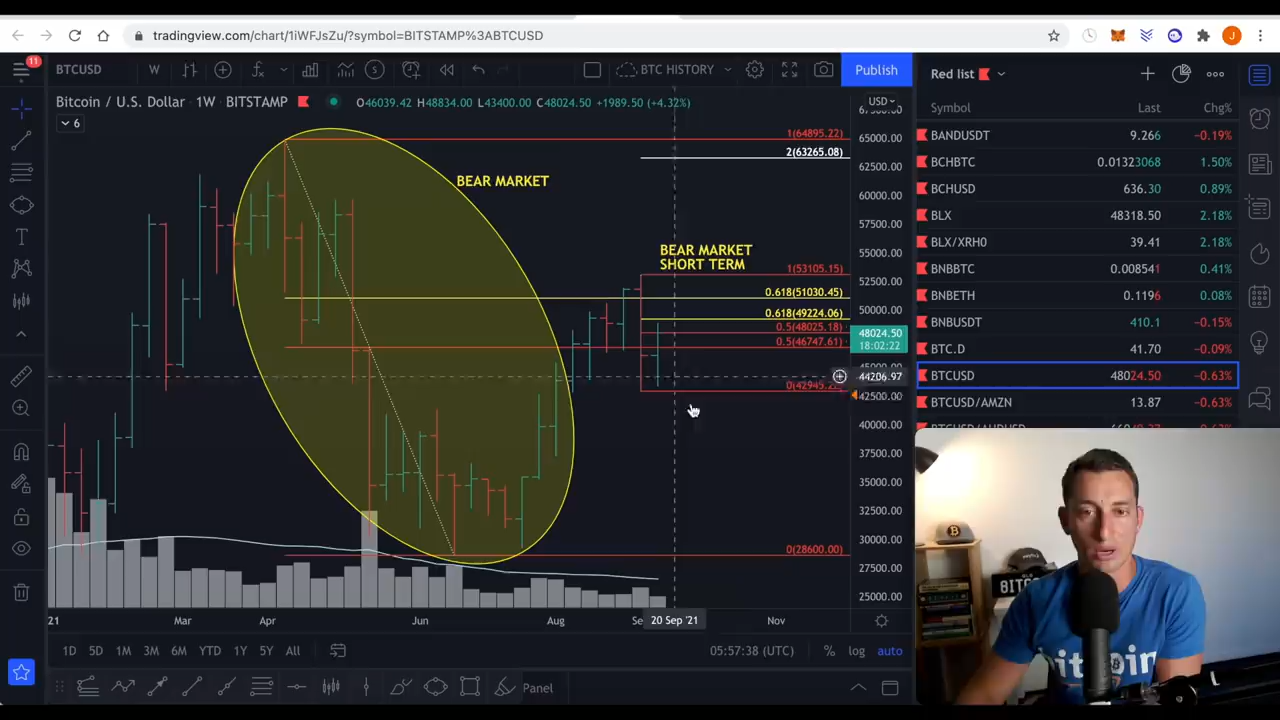 tradingview.com/chart/1iWFJsZu/?symbol=BITSTAMP%3ABTCUSD
J
11
BTCUSD
W
S
BTC HISTORY
Publish
Red list
Bitcoin / U.S. Dollar 1W BITSTAMP
O46039.42 H48834.00 L43400.00 C48024.50 +1989.50 (+4.32%)
6
USD
Symbol Last Chg%
BANDUSDT 9.266 −0.19%
BCHBTC 0.01323068 1.50%
BCHUSD 636.30 0.89%
BLX 48318.50 2.18%
BLX/XRH0 39.41 2.18%
BNBBTC 0.008541 0.41%
BNBETH 0.1196 0.08%
BNBUSDT 410.1 −0.15%
BTC.D 41.70 −0.09%
BTCUSD 48024.50 −0.63%
BTCUSD/AMZN 13.87 −0.63%
BEAR MARKET
BEAR MARKET
SHORT TERM
1(64895.22)
2(63265.08)
1(53105.15)
0.618(51030.45)
0.618(49224.06)
0.5(48025.18)
0.5(46747.61)
0(28600.00)
65000.00
62500.00
60000.00
57500.00
55000.00
52500.00
50000.00
48024.50
18:02:22
44206.97
42500.00
40000.00
37500.00
35000.00
32500.00
30000.00
27500.00
25000.00
21 Mar Apr Jun Aug 20 Sep '21 Nov
1D 5D 1M 3M 6M YTD 1Y 5Y All
05:57:38 (UTC) % log auto
Panel
bitcoin